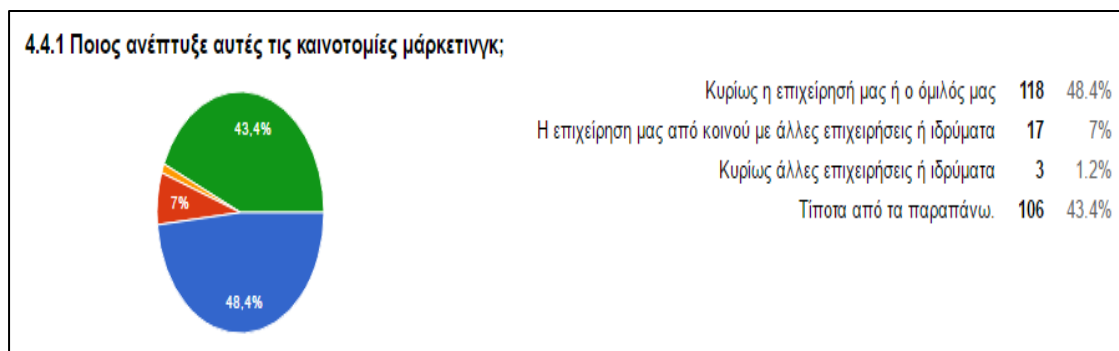 4.4.1 Ποιος ανέπτυξε αυτές τις καινοτομίες μάρκετινγκ;
43,4%
7%
48,4%
Κυρίως η επιχείρησή μας ή ο όμιλός μας 118 48.4%
Η επιχείρηση μας από κοινού με άλλες επιχειρήσεις ή ιδρύματα 17 7%
Κυρίως άλλες επιχειρήσεις ή ιδρύματα 3 1.2%
Τίποτα από τα παραπάνω. 106 43.4%